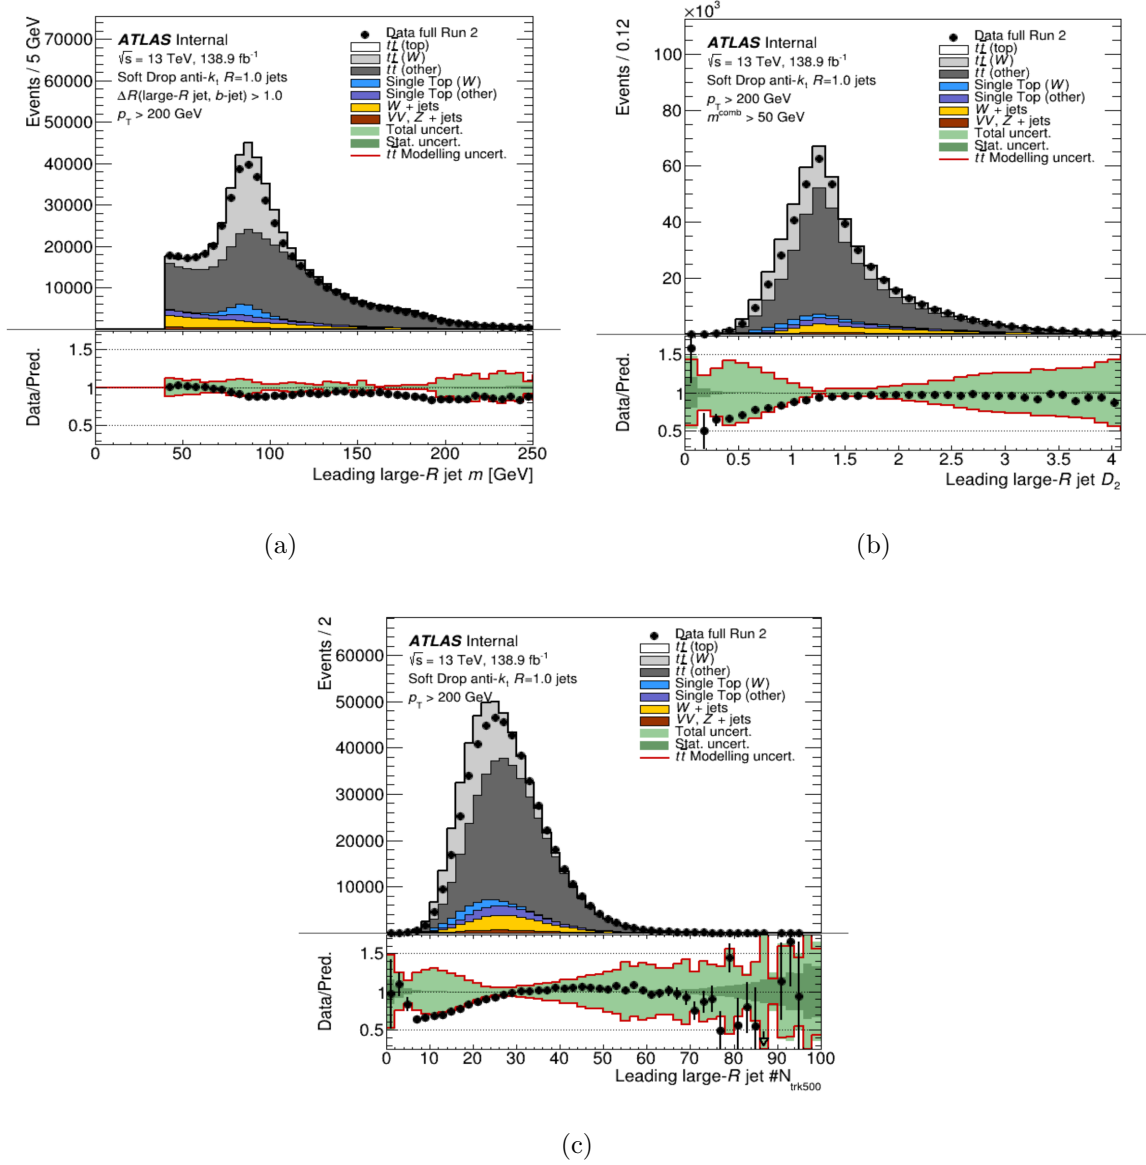 Events / 5 GeV
70000
60000
50000
40000
30000
20000
10000
ATLAS Internal
√s = 13 TeV, 138.9 fb⁻¹
Soft Drop anti-kₜ R=1.0 jets
ΔR(large-R jet, b-jet) > 1.0
p_T > 200 GeV
Data full Run 2
tt̄ (top)
tt̄ (W)
tt̄ (other)
Single Top (W)
Single Top (other)
W + jets
VV, Z + jets
Total uncert.
Stat. uncert.
tt̄ Modelling uncert.
Data/Pred.
1.5
1
0.5
0 50 100 150 200 250
Leading large-R jet m [GeV]
(a)
×10³
Events / 0.12
100
80
60
40
20
ATLAS Internal
√s = 13 TeV, 138.9 fb⁻¹
Soft Drop anti-kₜ R=1.0 jets
p_T > 200 GeV
m^comb > 50 GeV
Data full Run 2
tt̄ (top)
tt̄ (W)
tt̄ (other)
Single Top (W)
Single Top (other)
W + jets
VV, Z + jets
Total uncert.
Stat. uncert.
tt̄ Modelling uncert.
Data/Pred.
1.5
1
0.5
0 0.5 1 1.5 2 2.5 3 3.5 4
Leading large-R jet D₂
(b)
Events / 2
60000
50000
40000
30000
20000
10000
ATLAS Internal
√s = 13 TeV, 138.9 fb⁻¹
Soft Drop anti-kₜ R=1.0 jets
p_T > 200 GeV
Data full Run 2
tt̄ (top)
tt̄ (W)
tt̄ (other)
Single Top (W)
Single Top (other)
W + jets
VV, Z + jets
Total uncert.
Stat. uncert.
tt̄ Modelling uncert.
Data/Pred.
1.5
1
0.5
0 10 20 30 40 50 60 70 80 90 100
Leading large-R jet #N_trk500
(c)